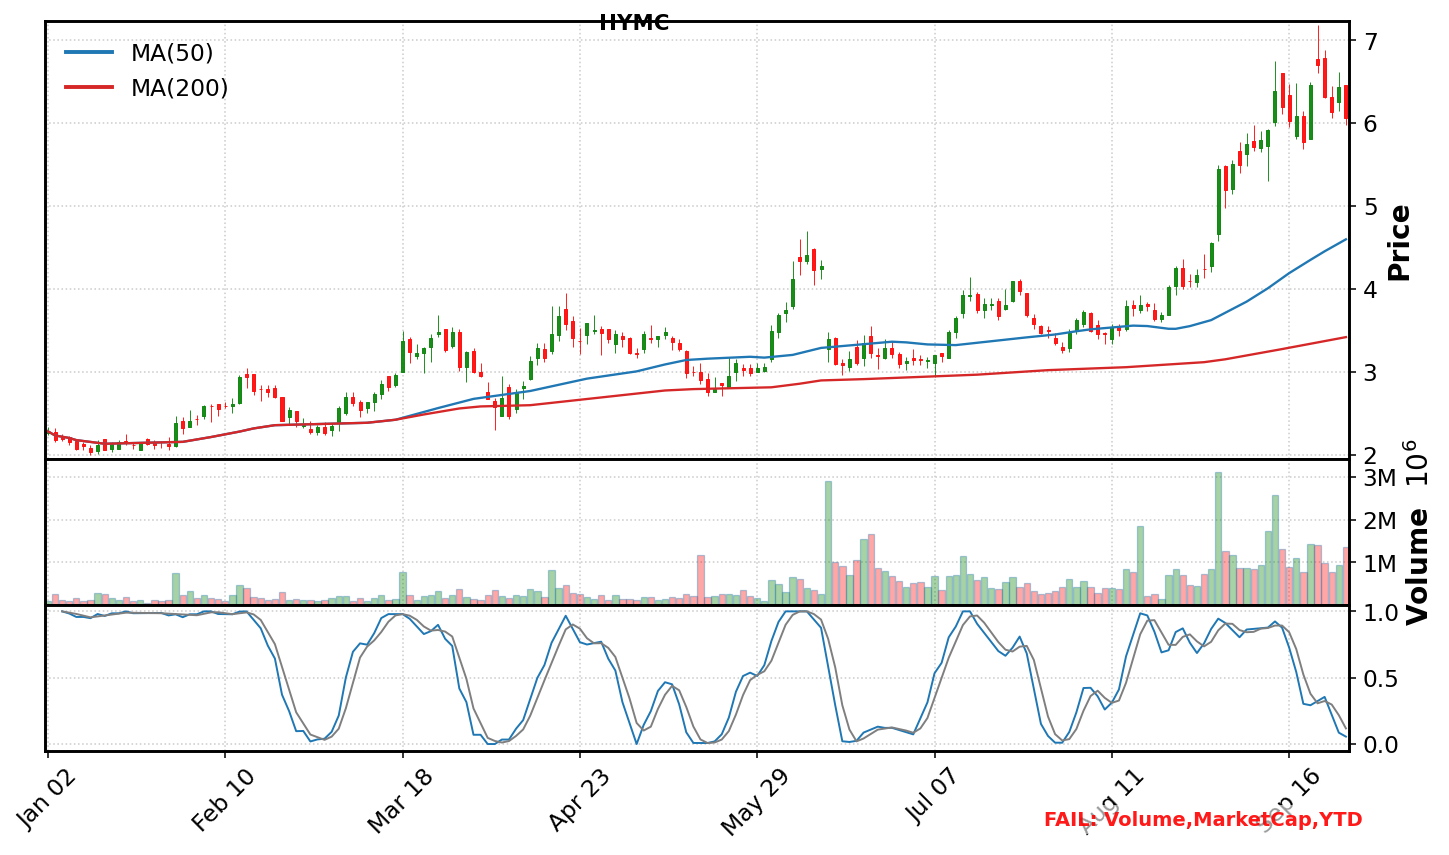 HYMC
MA(50)
MA(200)
7
6
5
4
3
2
Price
3M
2M
1M
Volume 10^6
1.0
0.5
0.0
Jan 02
Feb 10
Mar 18
Apr 23
May 29
Jul 07
Aug 11
Sep 16
FAIL: Volume,MarketCap,YTD